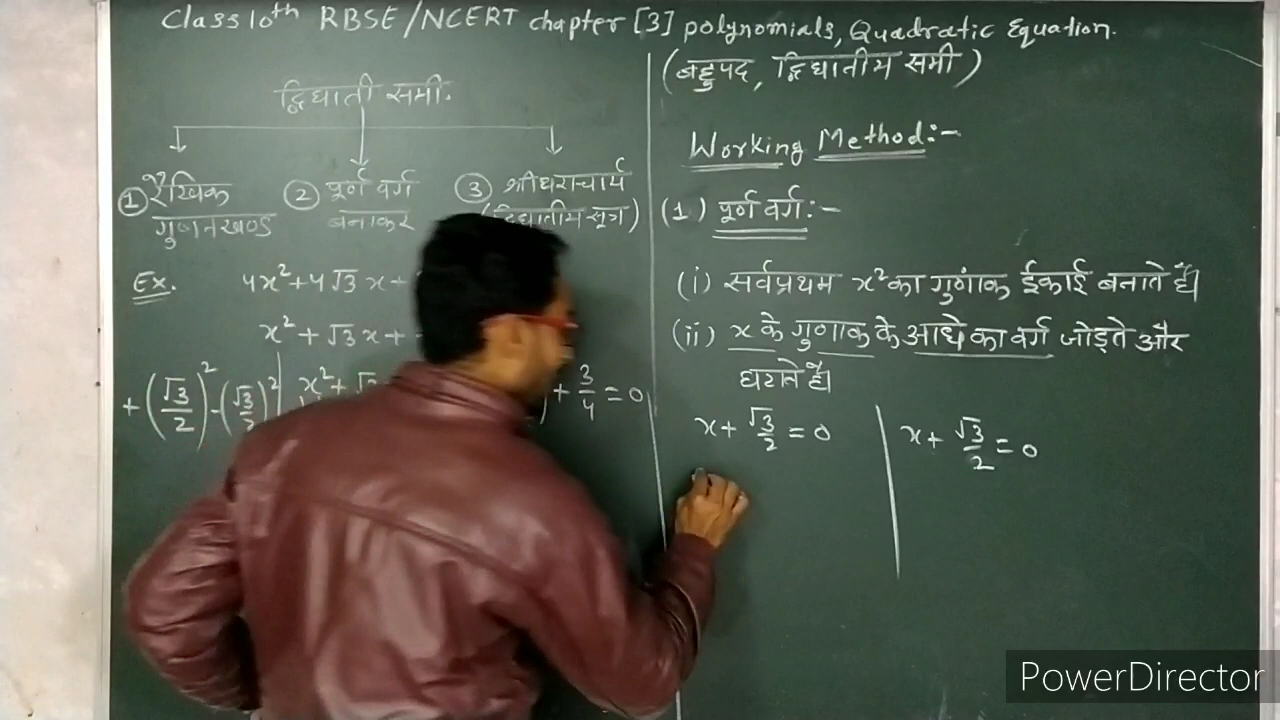 Class 10th RBSE/NCERT chapter [3] polynomials, Quadratic Equation.
(बहुपद, द्विघातीय समी)
द्विघाती समी.
① रैखिक गुणनखण्ड
② पूर्ण वर्ग बनाकर
③ श्रीधराचार्य
(द्विघातीय सूत्र)
Ex. 4x²+4√3 x+
x² + √3 x +
+ (√3/2)² - (√3/2)² x² + + 3/4 = 0
Working Method:-
(1) पूर्ण वर्ग:-
(i) सर्वप्रथम x² का गुणांक ईकाई बनाते है।
(ii) x के गुणाक के आधे का वर्ग जोड़ते और
घटाते है।
x + √3/2 = 0
x + √3/2 = 0
PowerDirector